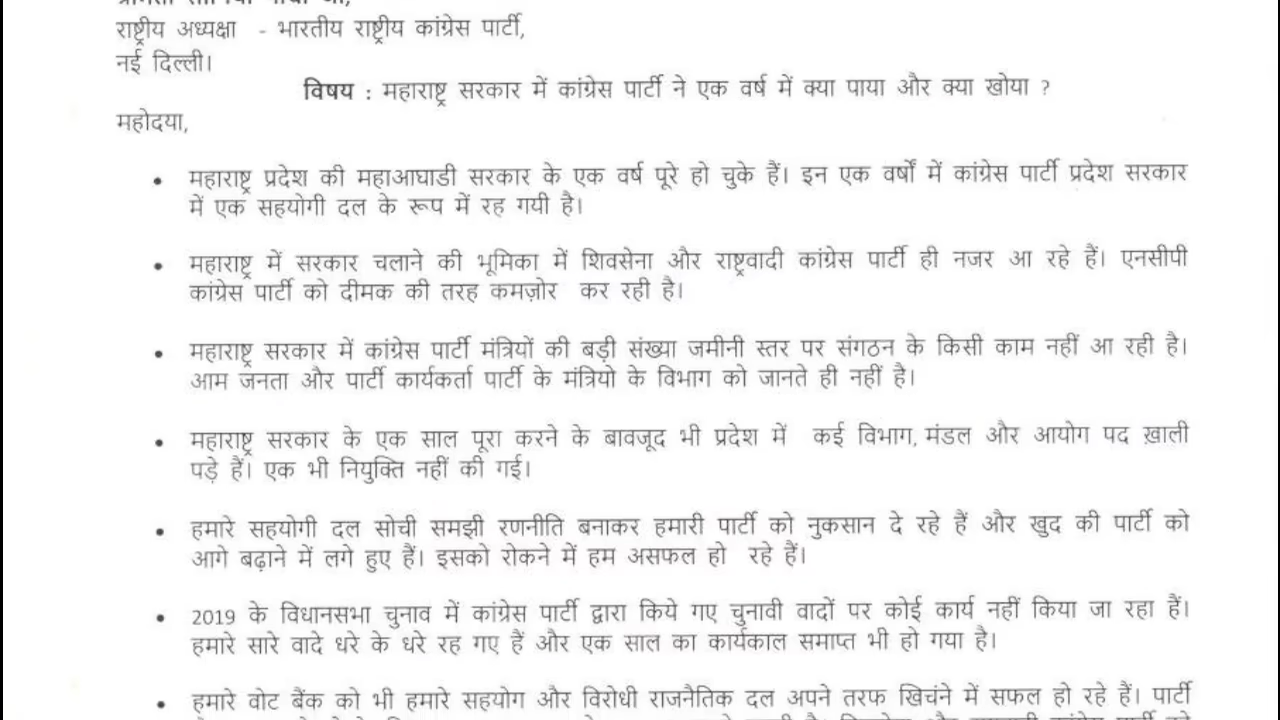 राष्ट्रीय अध्यक्षा - भारतीय राष्ट्रीय कांग्रेस पार्टी,
नई दिल्ली।
विषय : महाराष्ट्र सरकार में कांग्रेस पार्टी ने एक वर्ष में क्या पाया और क्या खोया ?
महोदया,
• महाराष्ट्र प्रदेश की महाआघाडी सरकार के एक वर्ष पूरे हो चुके हैं। इन एक वर्षों में कांग्रेस पार्टी प्रदेश सरकार
में एक सहयोगी दल के रूप में रह गयी है।
• महाराष्ट्र में सरकार चलाने की भूमिका में शिवसेना और राष्ट्रवादी कांग्रेस पार्टी ही नजर आ रहे हैं। एनसीपी
कांग्रेस पार्टी को दीमक की तरह कमज़ोर कर रही है।
• महाराष्ट्र सरकार में कांग्रेस पार्टी मंत्रियों की बड़ी संख्या जमीनी स्तर पर संगठन के किसी काम नहीं आ रही है।
आम जनता और पार्टी कार्यकर्ता पार्टी के मंत्रियो के विभाग को जानते ही नहीं है।
• महाराष्ट्र सरकार के एक साल पूरा करने के बावजूद भी प्रदेश में कई विभाग, मंडल और आयोग पद ख़ाली
पड़े हैं। एक भी नियुक्ति नहीं की गई।
• हमारे सहयोगी दल सोची समझी रणनीति बनाकर हमारी पार्टी को नुकसान दे रहे हैं और खुद की पार्टी को
आगे बढ़ाने में लगे हुए हैं। इसको रोकने में हम असफल हो रहे हैं।
• 2019 के विधानसभा चुनाव में कांग्रेस पार्टी द्वारा किये गए चुनावी वादों पर कोई कार्य नहीं किया जा रहा हैं।
हमारे सारे वादे धरे के धरे रह गए हैं और एक साल का कार्यकाल समाप्त भी हो गया है।
• हमारे वोट बैंक को भी हमारे सहयोग और विरोधी राजनैतिक दल अपने तरफ खिचंने में सफल हो रहे हैं। पार्टी